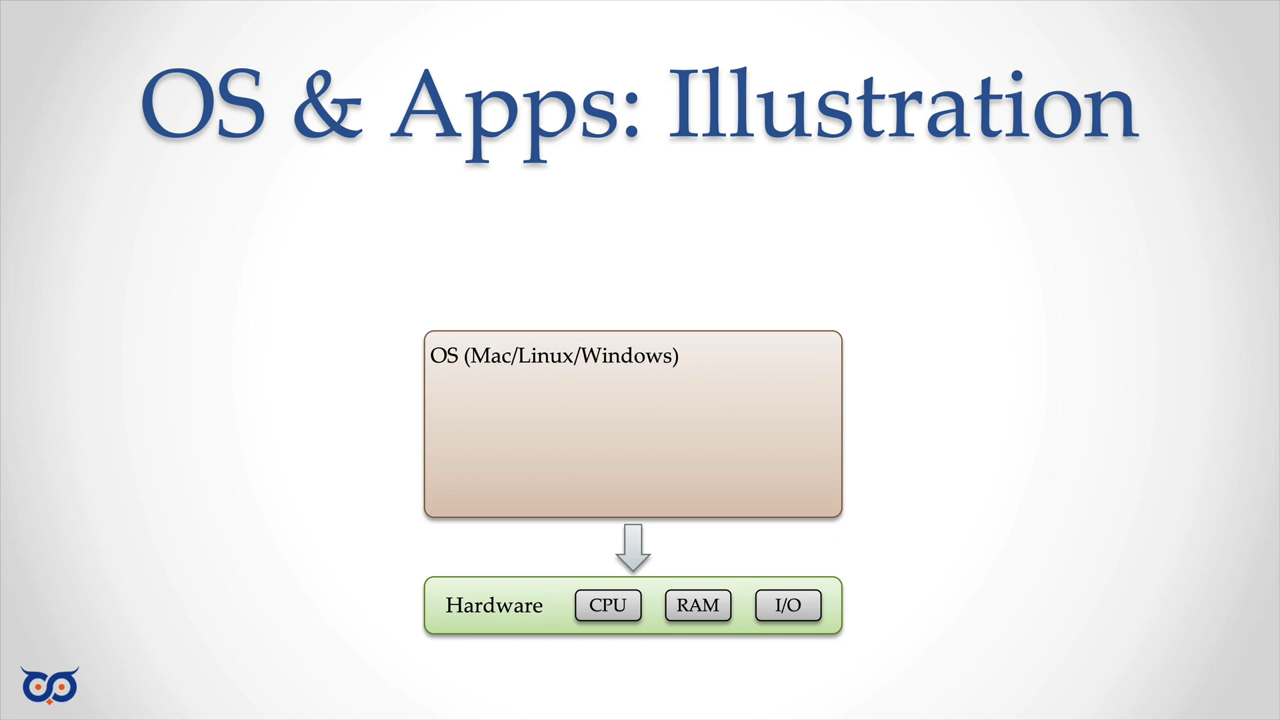 OS & Apps: Illustration
OS (Mac/Linux/Windows)
Hardware CPU RAM I/O